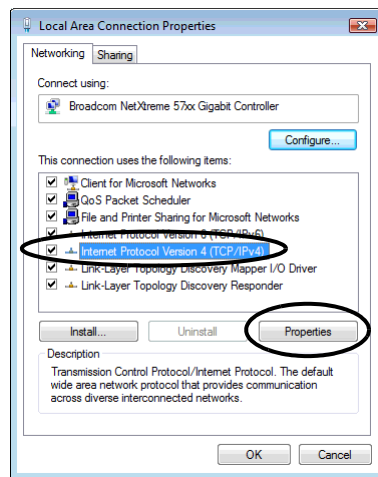 Local Area Connection Properties
Networking
Sharing
Connect using:
Broadcom NetXtreme 57xx Gigabit Controller
Configure...
This connection uses the following items:
Client for Microsoft Networks
QoS Packet Scheduler
File and Printer Sharing for Microsoft Networks
Internet Protocol Version 6 (TCP/IPv6)
Internet Protocol Version 4 (TCP/IPv4)
Link-Layer Topology Discovery Mapper I/O Driver
Link-Layer Topology Discovery Responder
Install...
Uninstall
Properties
Description
Transmission Control Protocol/Internet Protocol. The default
wide area network protocol that provides communication
across diverse interconnected networks.
OK
Cancel